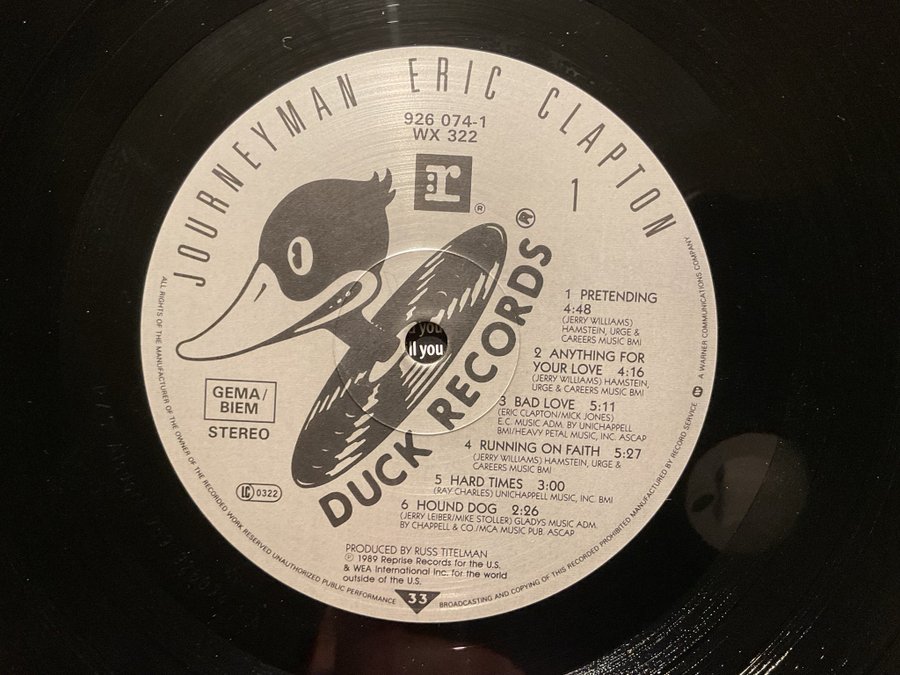 JOURNEYMAN ERIC CLAPTON
926 074-1
WX 322
r
®
1
GEMA/
BIEM
STEREO
LC 0322
DUCK RECORDS
il you
1 PRETENDING
4:48
(JERRY WILLIAMS)
HAMSTEIN, URGE &
CAREERS MUSIC BMI
2 ANYTHING FOR
YOUR LOVE 4:16
(JERRY WILLIAMS) HAMSTEIN,
URGE & CAREERS MUSIC BMI
3 BAD LOVE 5:11
(ERIC CLAPTON/MICK JONES)
E.C. MUSIC ADM. BY UNICHAPPELL
BMI/HEAVY PETAL MUSIC, INC. ASCAP
4 RUNNING ON FAITH 5:27
(JERRY WILLIAMS) HAMSTEIN, URGE &
CAREERS MUSIC BMI
5 HARD TIMES 3:00
(RAY CHARLES) UNICHAPPELL MUSIC, INC. BMI
6 HOUND DOG 2:26
(JERRY LEIBER/MIKE STOLLER) GLADYS MUSIC ADM.
BY CHAPPELL & CO./MCA MUSIC PUB. ASCAP
PRODUCED BY RUSS TITELMAN
℗ 1989 Reprise Records for the U.S.
& WEA International Inc. for the world
outside of the U.S.
33
ALL RIGHTS OF THE MANUFACTURER OF THE OWNER OF THE RECORDED WORK RESERVED UNAUTHORIZED PUBLIC PERFORMANCE BROADCASTING AND COPYING OF THIS RECORD PROHIBITED MANUFACTURED BY RECORD SERVICE A WARNER COMMUNICATIONS COMPANY